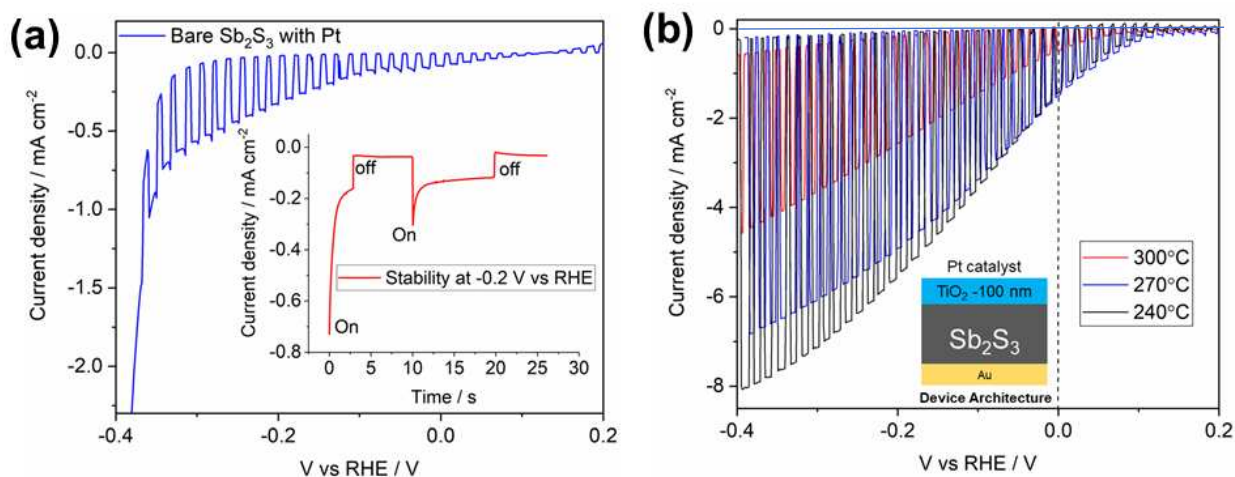 (a)
Bare Sb₂S₃ with Pt
0.0
-0.5
-1.0
-1.5
-2.0
Current density / mA cm⁻²
-0.4
-0.2
0.0
0.2
V vs RHE / V
0.0
-0.2
-0.4
-0.6
-0.8
Current density / mA cm⁻²
off
On
off
On
Stability at -0.2 V vs RHE
0
5
10
15
20
25
30
Time / s
(b)
0
-2
-4
-6
-8
Current density / mA cm⁻²
-0.4
-0.2
0.0
0.2
V vs RHE / V
Pt catalyst
TiO₂ -100 nm
Sb₂S₃
Au
Device Architecture
300°C
270°C
240°C